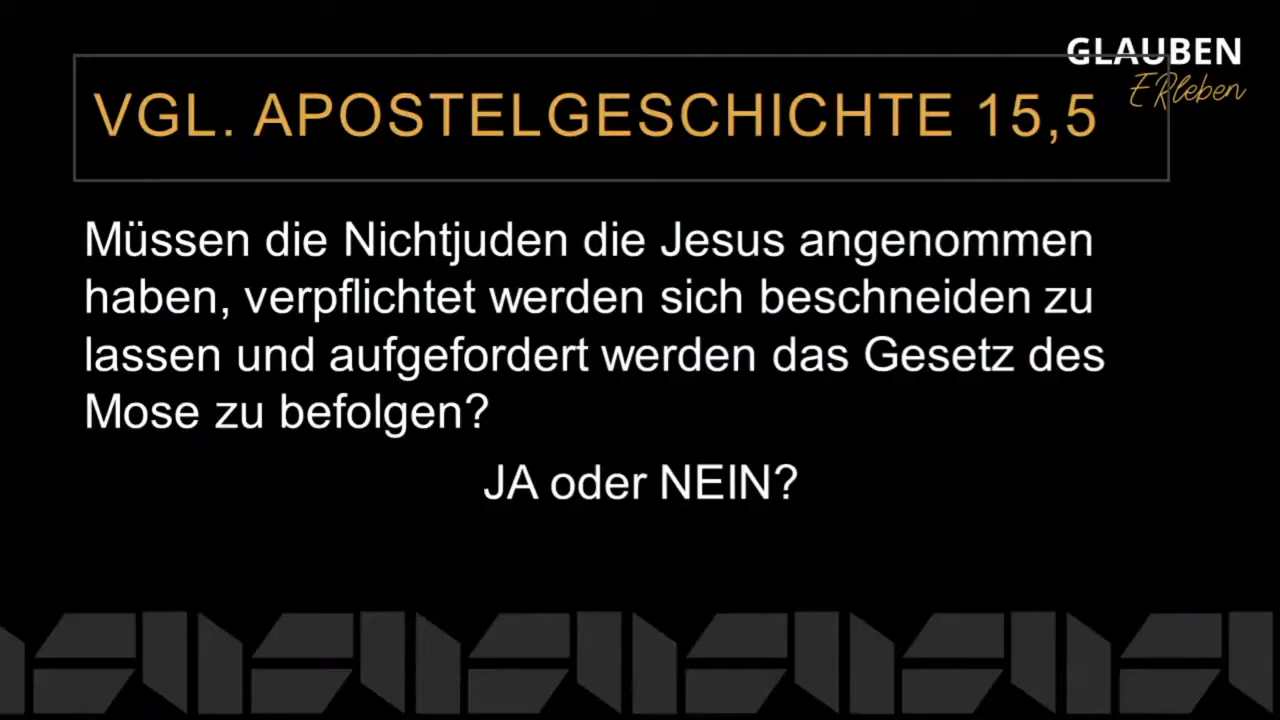 GLAUBEN
ERleben
VGL. APOSTELGESCHICHTE 15,5
Müssen die Nichtjuden die Jesus angenommen
haben, verpflichtet werden sich beschneiden zu
lassen und aufgefordert werden das Gesetz des
Mose zu befolgen?
JA oder NEIN?